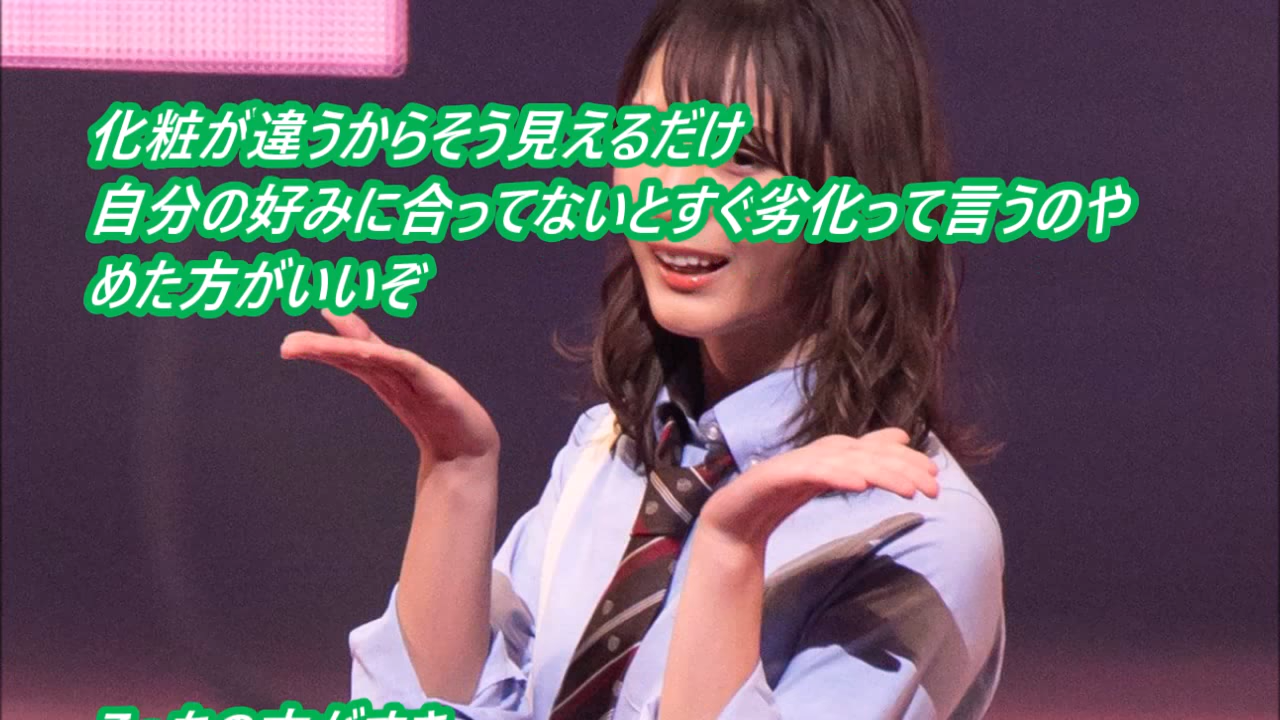 化粧が違うからそう見えるだけ
自分の好みに合ってないとすぐ劣化って言うのや
めた方がいいぞ